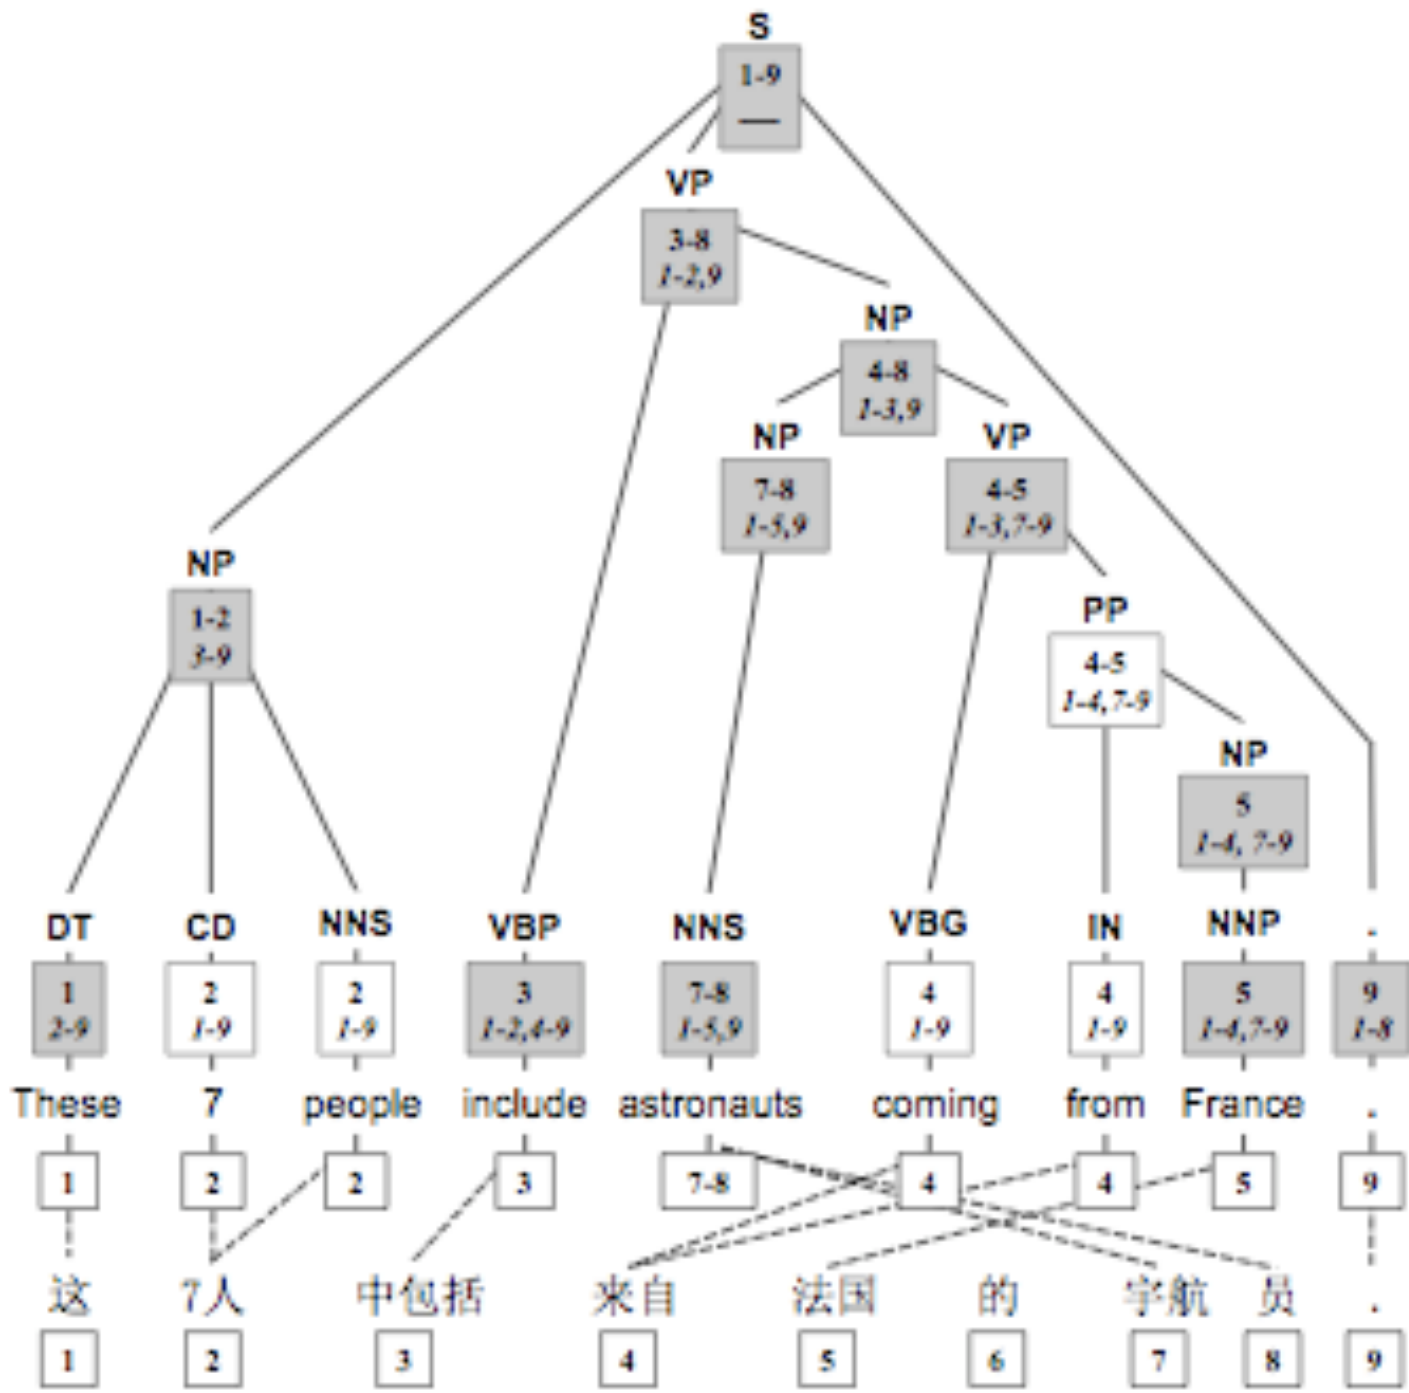 S
1-9
—
VP
3-8
1-2,9
NP
4-8
1-3,9
NP VP
7-8 4-5
1-5,9 1-3,7-9
NP
1-2
3-9
PP
4-5
1-4,7-9
NP
5
1-4, 7-9
DT CD NNS VBP NNS VBG IN NNP .
1 2 2 3 7-8 4 4 5 9
2-9 1-9 1-9 1-2,4-9 1-5,9 1-9 1-9 1-4,7-9 1-8
These 7 people include astronauts coming from France .
1 2 2 3 7-8 4 4 5 9
这 7人 中包括 来自 法国 的 宇航 员 .
1 2 3 4 5 6 7 8 9